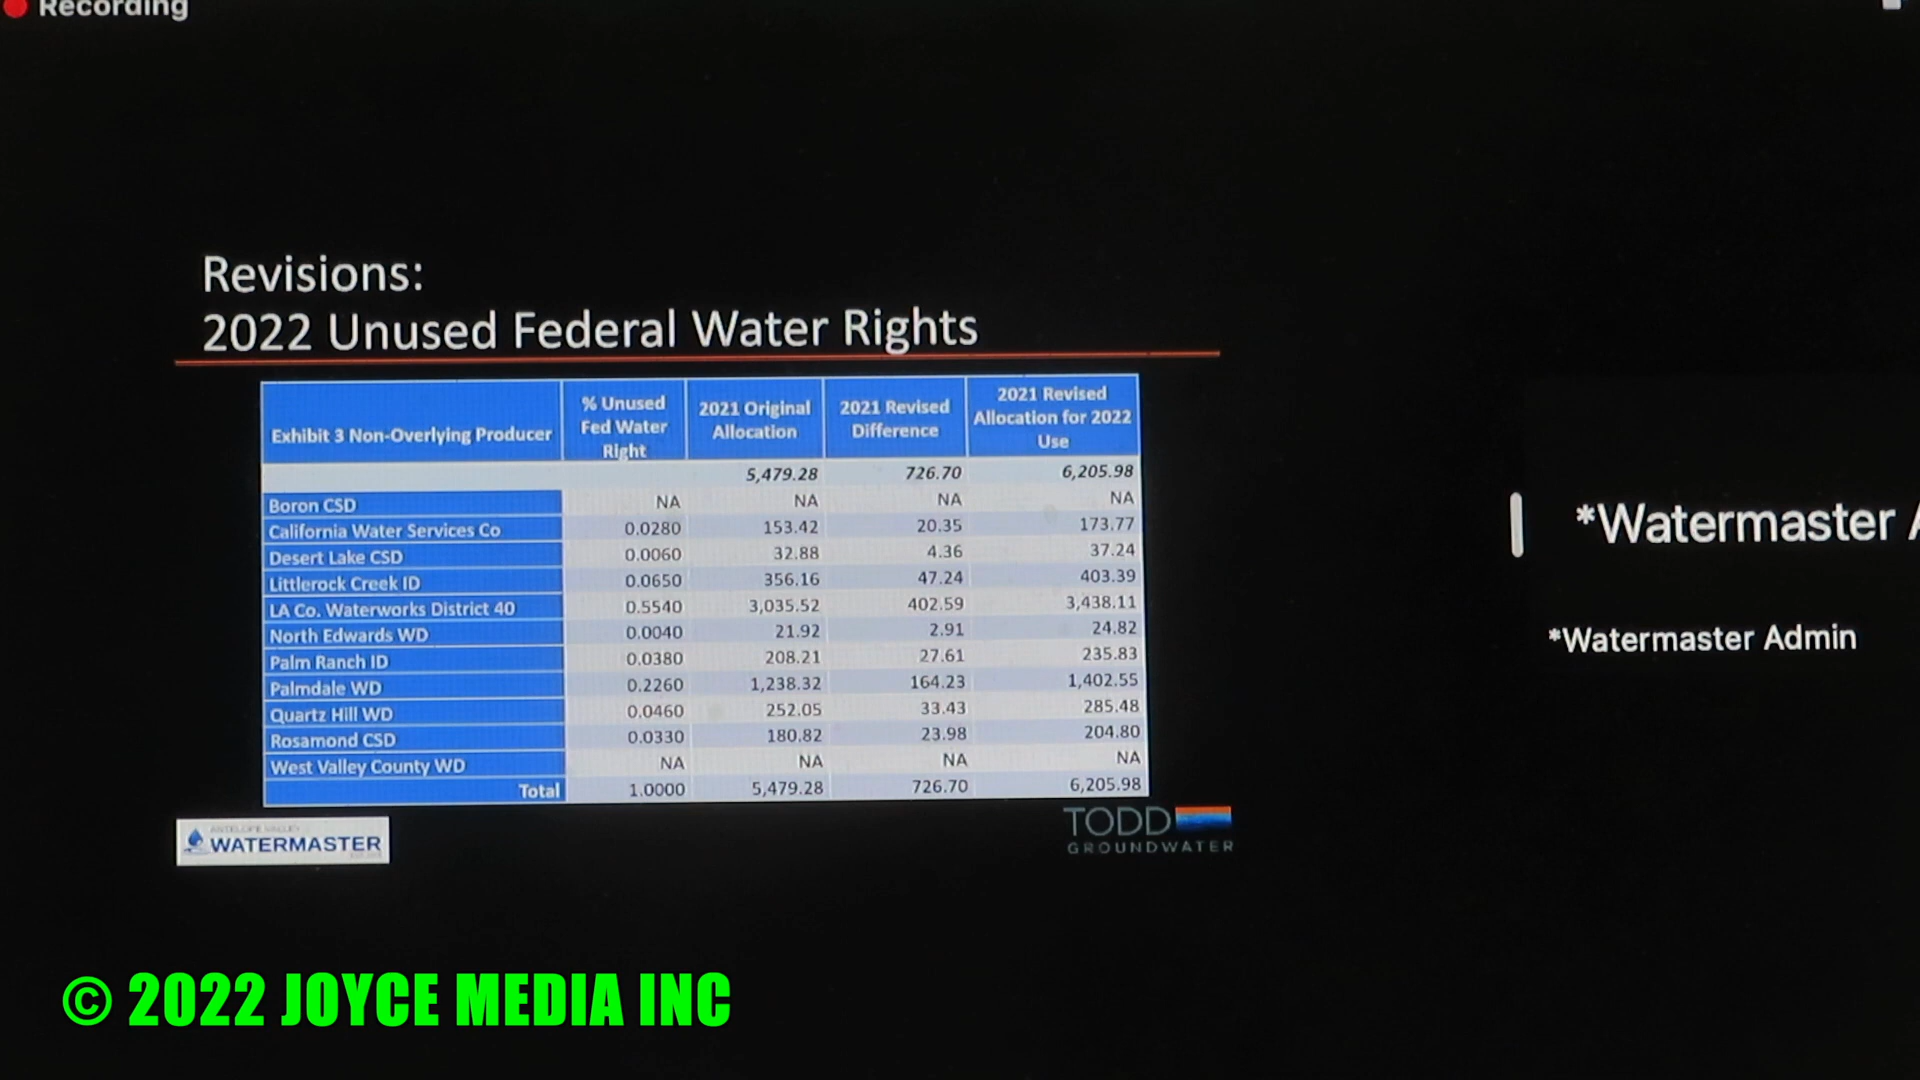 Recording
Revisions:
2022 Unused Federal Water Rights
Exhibit 3 Non-Overlying Producer | % Unused Fed Water Right | 2021 Original Allocation | 2021 Revised Difference | 2021 Revised Allocation for 2022 Use
5,479.28 726.70 6,205.98
Boron CSD NA NA NA NA
California Water Services Co 0.0280 153.42 20.35 173.77
Desert Lake CSD 0.0060 32.88 4.36 37.24
Littlerock Creek ID 0.0650 356.16 47.24 403.39
LA Co. Waterworks District 40 0.5540 3,035.52 402.59 3,438.11
North Edwards WD 0.0040 21.92 2.91 24.82
Palm Ranch ID 0.0380 208.21 27.61 235.83
Palmdale WD 0.2260 1,238.32 164.23 1,402.55
Quartz Hill WD 0.0460 252.05 33.43 285.48
Rosamond CSD 0.0330 180.82 23.98 204.80
West Valley County WD NA NA NA NA
Total 1.0000 5,479.28 726.70 6,205.98
ANTELOPE VALLEY
WATERMASTER
TODD
GROUNDWATER
*Watermaster A
*Watermaster Admin
© 2022 JOYCE MEDIA INC